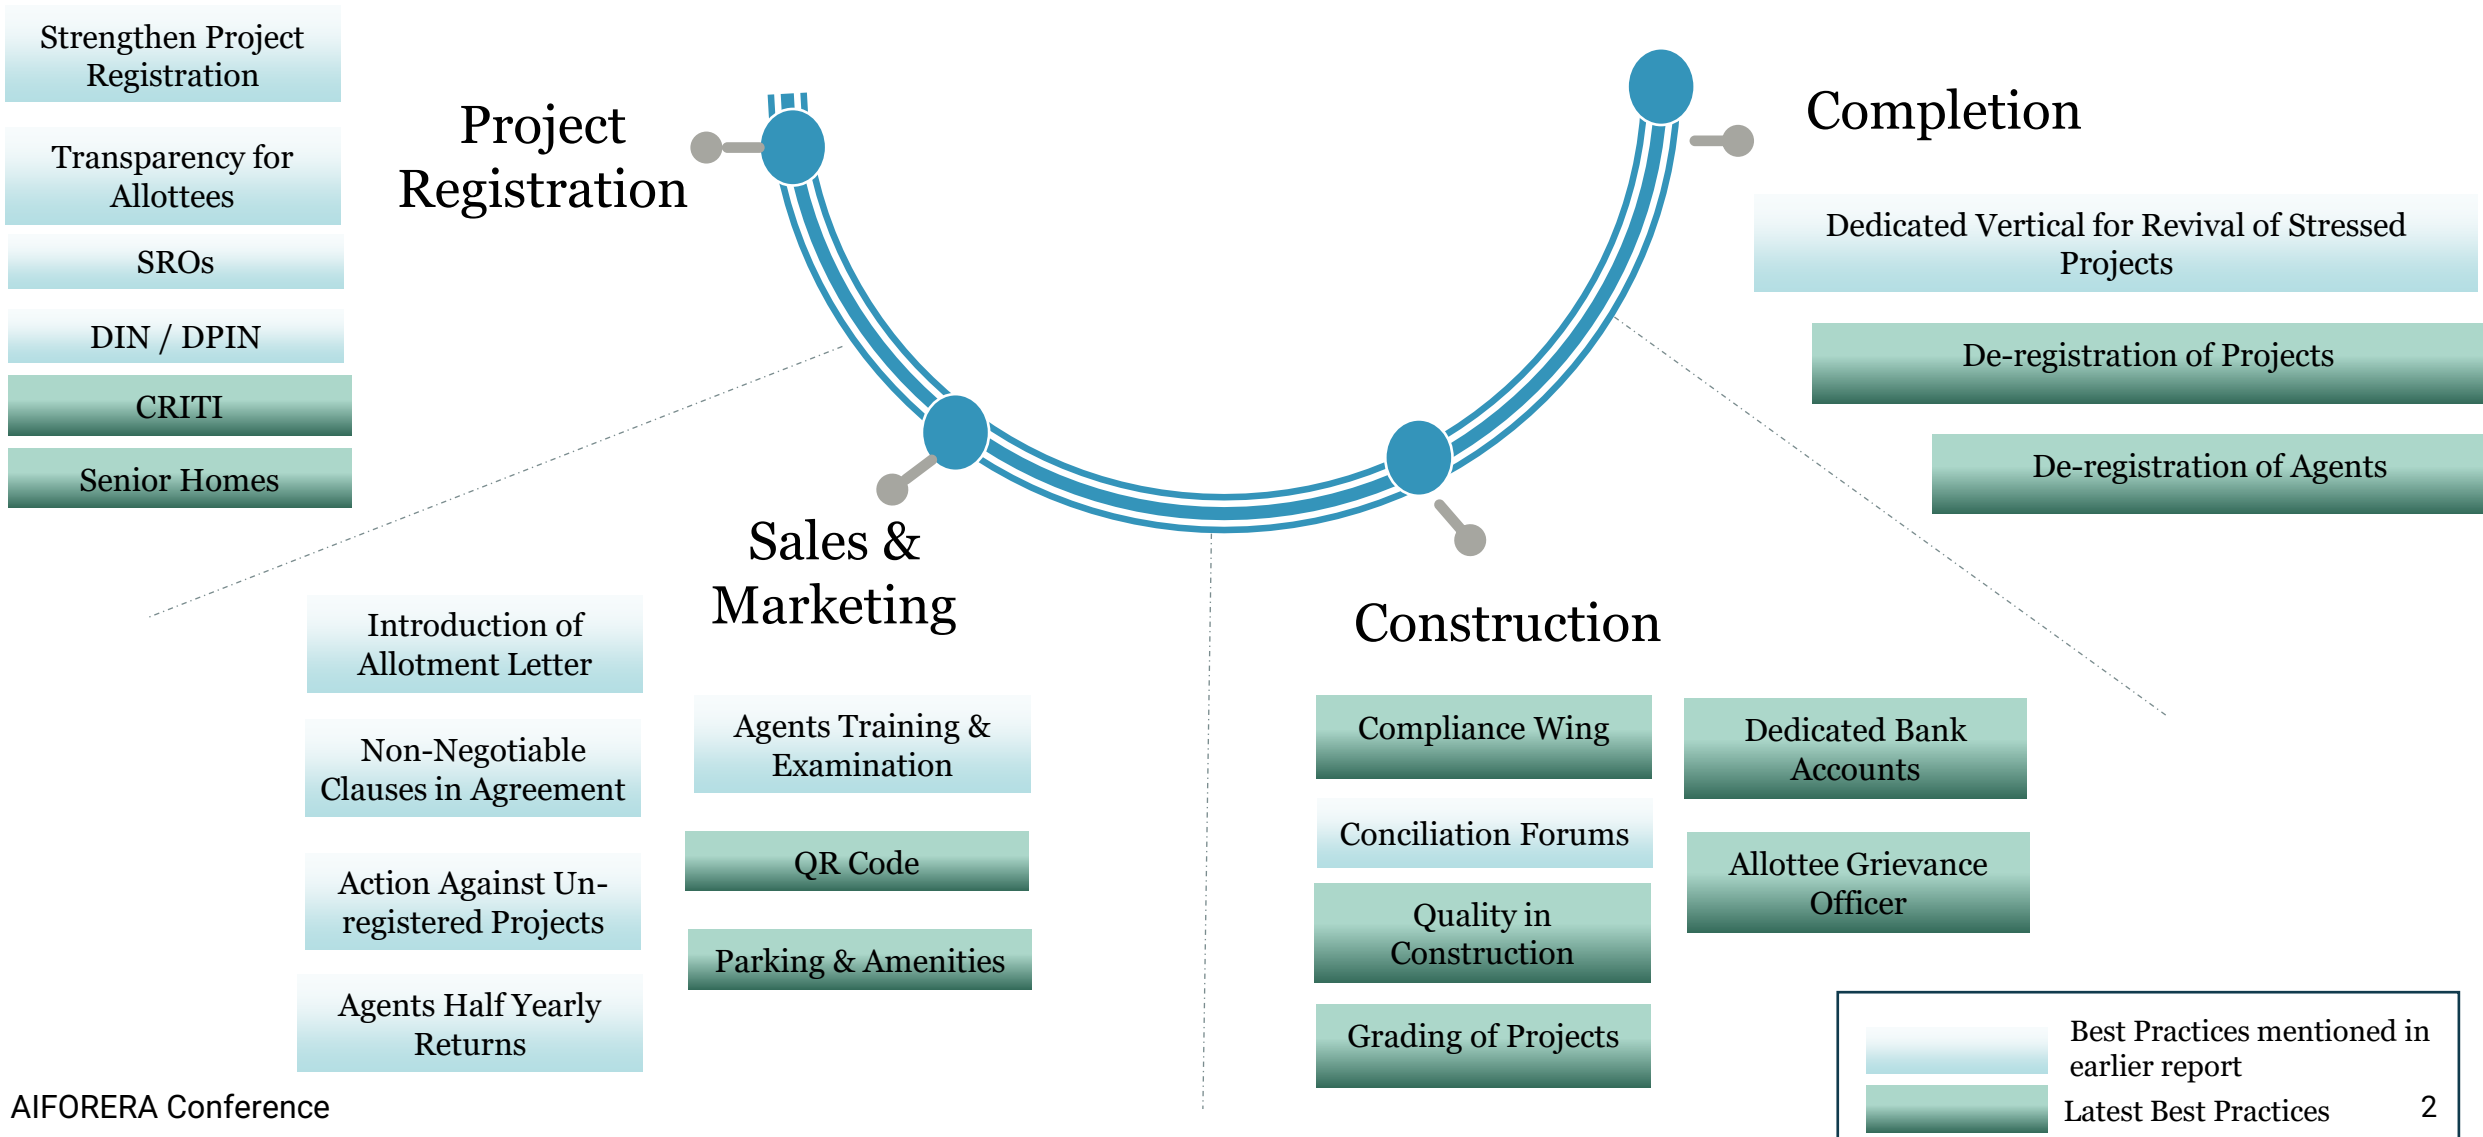 Strengthen Project
Registration
Transparency for
Allottees
SROs
DIN / DPIN
CRITI
Senior Homes
Project
Registration
Completion
Dedicated Vertical for Revival of Stressed
Projects
De-registration of Projects
De-registration of Agents
Sales &
Marketing
Introduction of
Allotment Letter
Non-Negotiable
Clauses in Agreement
Action Against Un-
registered Projects
Agents Half Yearly
Returns
Agents Training &
Examination
QR Code
Parking & Amenities
Construction
Compliance Wing
Conciliation Forums
Quality in
Construction
Grading of Projects
Dedicated Bank
Accounts
Allottee Grievance
Officer
Best Practices mentioned in
earlier report
Latest Best Practices
AIFORERA Conference
2